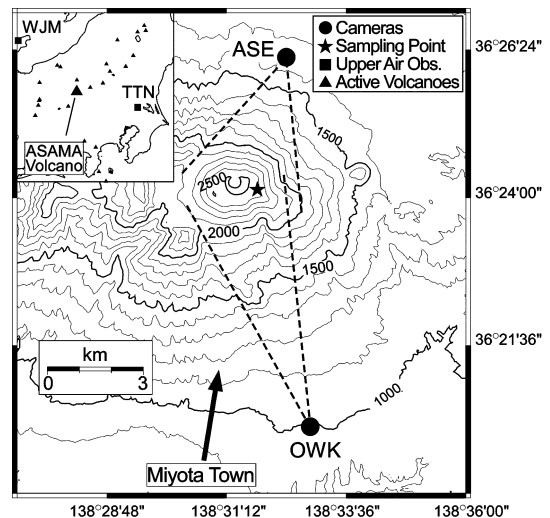 WJM
TTN
ASAMA
Volcano
ASE
Cameras
Sampling Point
Upper Air Obs.
Active Volcanoes
36°26'24"
1500
2500
36°24'00"
2000
1500
36°21'36"
km
0 3
1000
OWK
Miyota Town
138°28'48" 138°31'12" 138°33'36" 138°36'00"